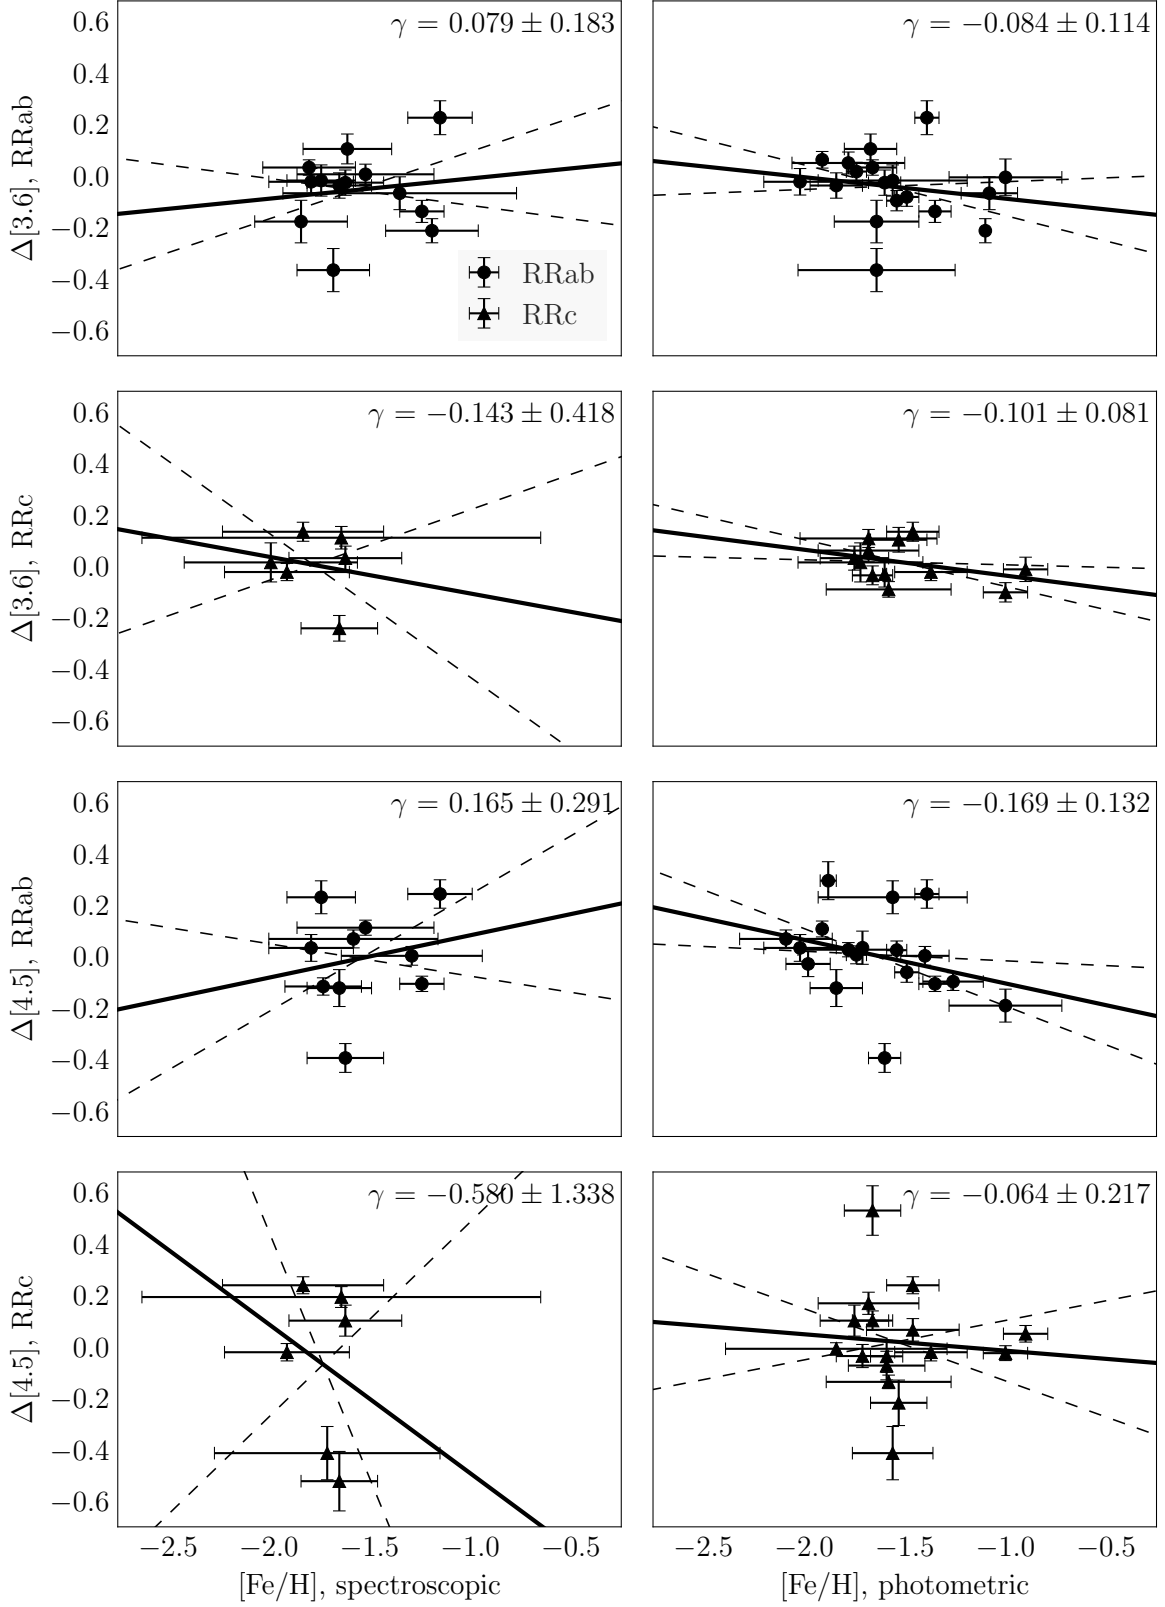 γ = 0.079 ± 0.183
γ = −0.084 ± 0.114
0.6
0.4
0.2
0.0
−0.2
−0.4
−0.6
Δ[3.6], RRab
RRab
RRc
γ = −0.143 ± 0.418
γ = −0.101 ± 0.081
0.6
0.4
0.2
0.0
−0.2
−0.4
−0.6
Δ[3.6], RRc
γ = 0.165 ± 0.291
γ = −0.169 ± 0.132
0.6
0.4
0.2
0.0
−0.2
−0.4
−0.6
Δ[4.5], RRab
γ = −0.580 ± 1.338
γ = −0.064 ± 0.217
0.6
0.4
0.2
0.0
−0.2
−0.4
−0.6
Δ[4.5], RRc
−2.5 −2.0 −1.5 −1.0 −0.5
−2.5 −2.0 −1.5 −1.0 −0.5
[Fe/H], spectroscopic
[Fe/H], photometric